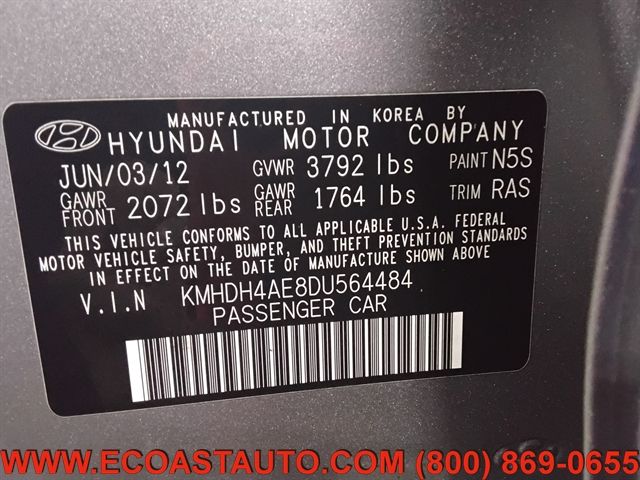 MANUFACTURED IN KOREA BY
HYUNDAI MOTOR COMPANY
JUN/03/12 GVWR 3792 lbs PAINT N5S
GAWR FRONT 2072 lbs GAWR REAR 1764 lbs TRIM RAS
THIS VEHICLE CONFORMS TO ALL APPLICABLE U.S.A. FEDERAL
MOTOR VEHICLE SAFETY, BUMPER, AND THEFT PREVENTION STANDARDS
IN EFFECT ON THE DATE OF MANUFACTURE SHOWN ABOVE
V.I.N KMHDH4AE8DU564484
PASSENGER CAR
WWW.ECOASTAUTO.COM (800) 869-0655